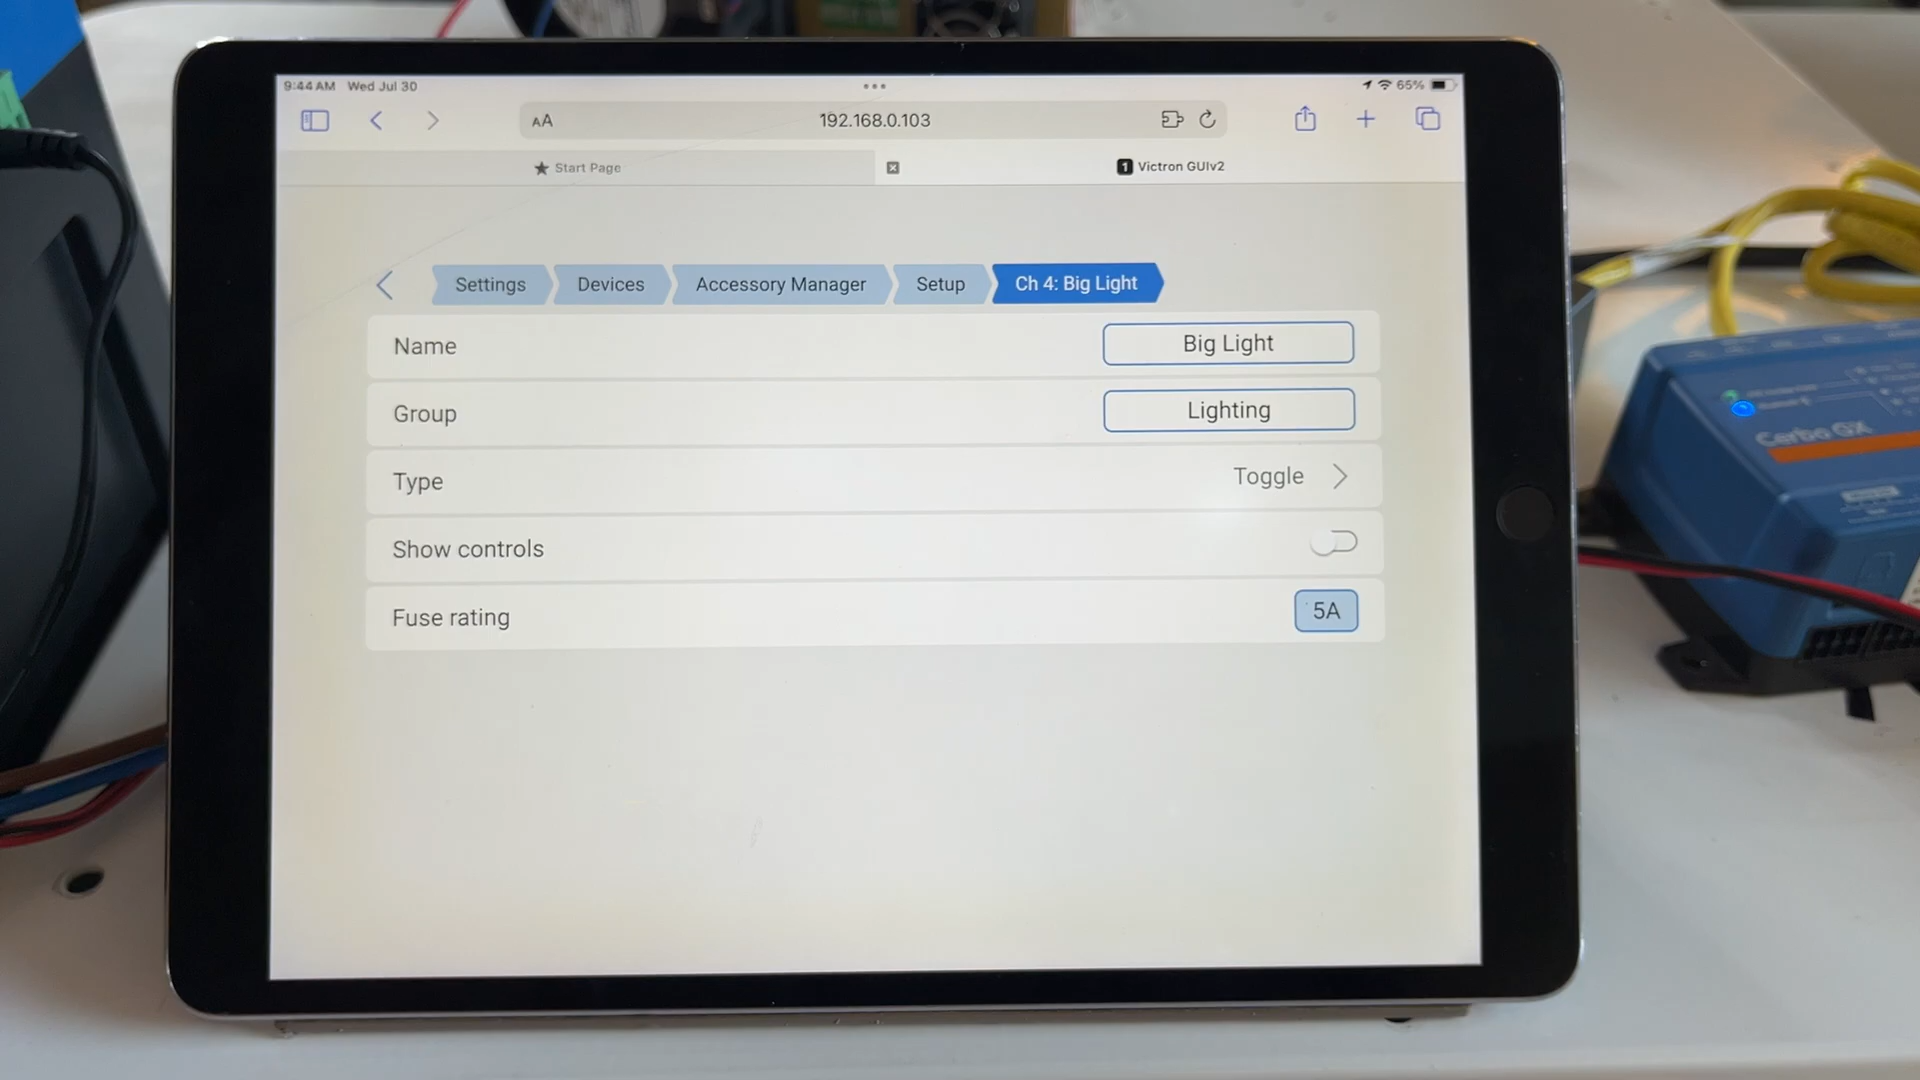 9:44 AM Wed Jul 30
65%
AA
192.168.0.103
Start Page
1 Victron GUIv2
Settings
Devices
Accessory Manager
Setup
Ch 4: Big Light
Name
Big Light
Group
Lighting
Type
Toggle
Show controls
Fuse rating
5A
Cerbo GX